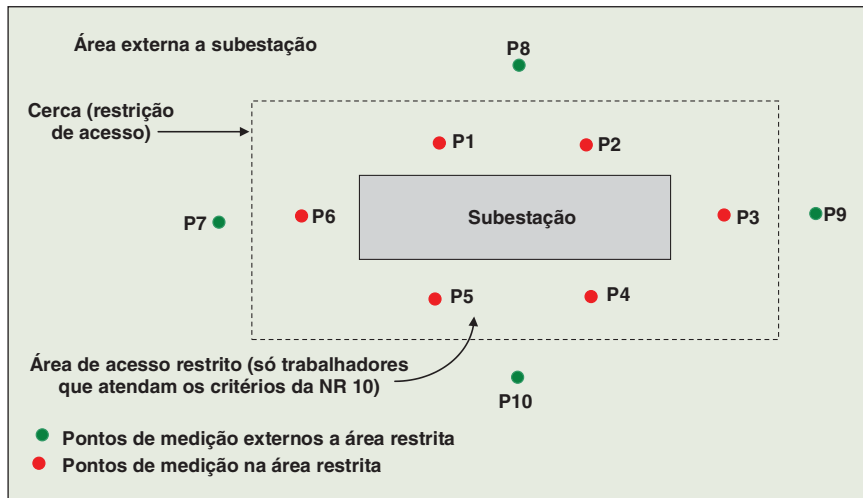 Área externa a subestação
P8
Cerca (restrição
de acesso)
P1
P2
P7
P6
Subestação
P3
P9
P5
P4
Área de acesso restrito (só trabalhadores
que atendam os critérios da NR 10)
P10
Pontos de medição externos a área restrita
Pontos de medição na área restrita